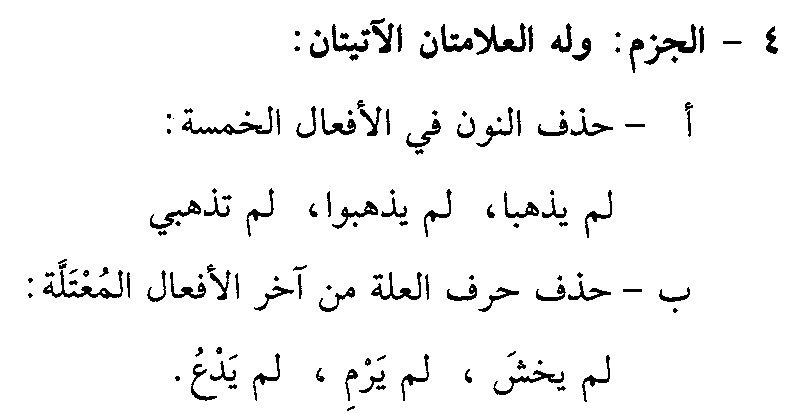 ٤ - الجزم: وله العلامتان الآتيتان:
أ - حذف النون في الأفعال الخمسة:
لم يذهبا، لم يذهبوا، لم تذهبي
ب - حذف حرف العلة من آخر الأفعال المُعْتَلَّة:
لم يخشَ ، لم يَرْمِ ، لم يَدْعُ.